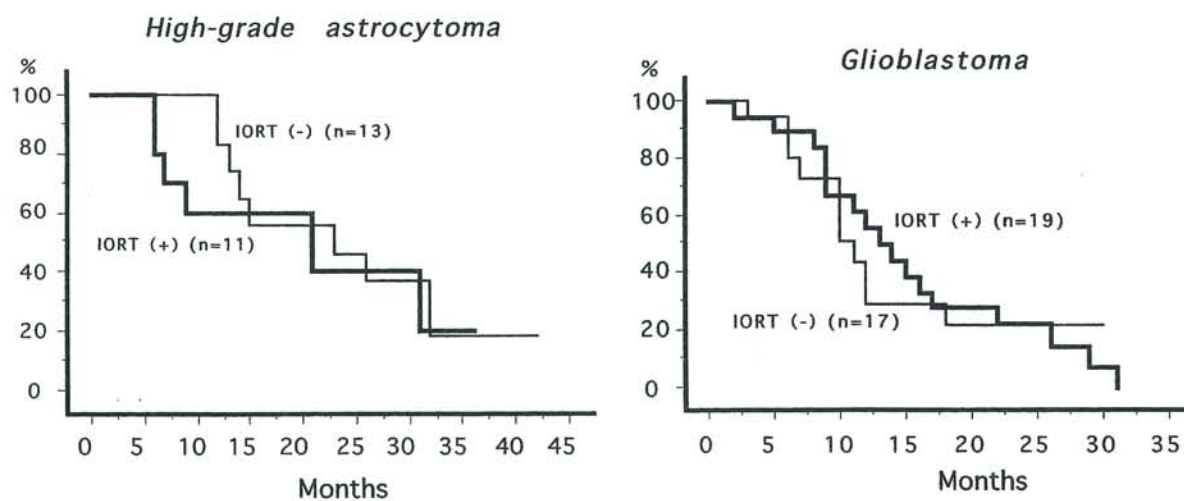 High-grade astrocytoma
%
100
80
60
40
20
0
IORT (-) (n=13)
IORT (+) (n=11)
0 5 10 15 20 25 30 35 40 45
Months
Glioblastoma
%
100
80
60
40
20
0
IORT (+) (n=19)
IORT (-) (n=17)
0 5 10 15 20 25 30 35
Months